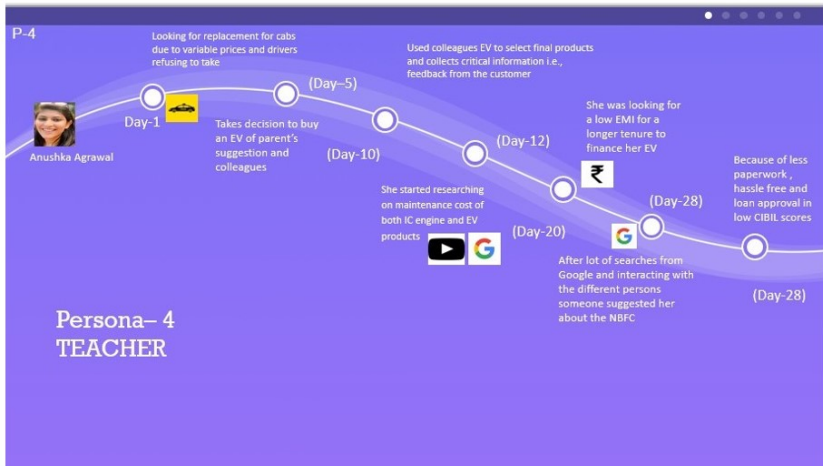 P-4
Looking for replacement for cabs
due to variable prices and drivers
refusing to take
Anushka Agrawal
Day-1
(Day–5)
Takes decision to buy
an EV of parent's
suggestion and
colleagues
Used colleagues EV to select final products
and collects critical information i.e.,
feedback from the customer
(Day-10)
She started researching
on maintenance cost of
both IC engine and EV
products
(Day-12)
She was looking for
a low EMI for a
longer tenure to
finance her EV
₹
(Day-20)
After lot of searches from
Google and interacting with
the different persons
someone suggested her
about the NBFC
G
G
(Day-28)
Because of less
paperwork ,
hassle free and
loan approval in
low CIBIL scores
(Day-28)
Persona– 4
TEACHER